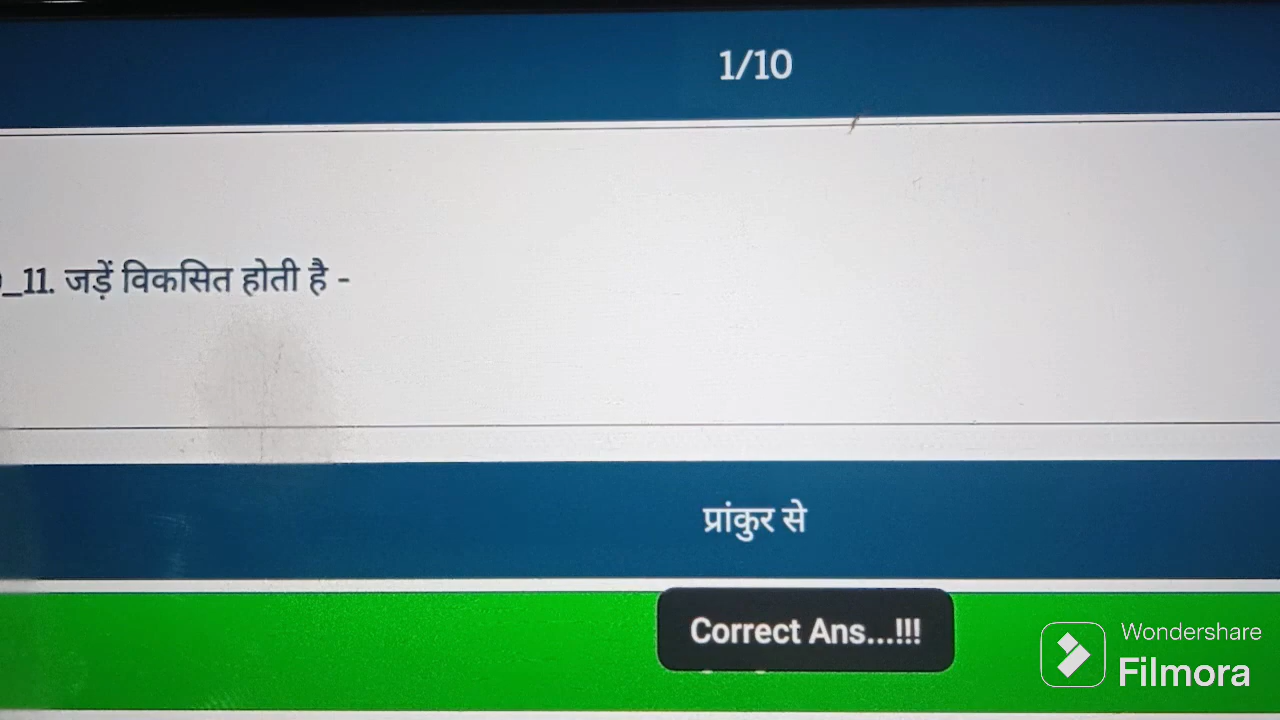 1/10
_11. जड़ें विकसित होती है -
प्रांकुर से
Correct Ans...!!!
Wondershare
Filmora